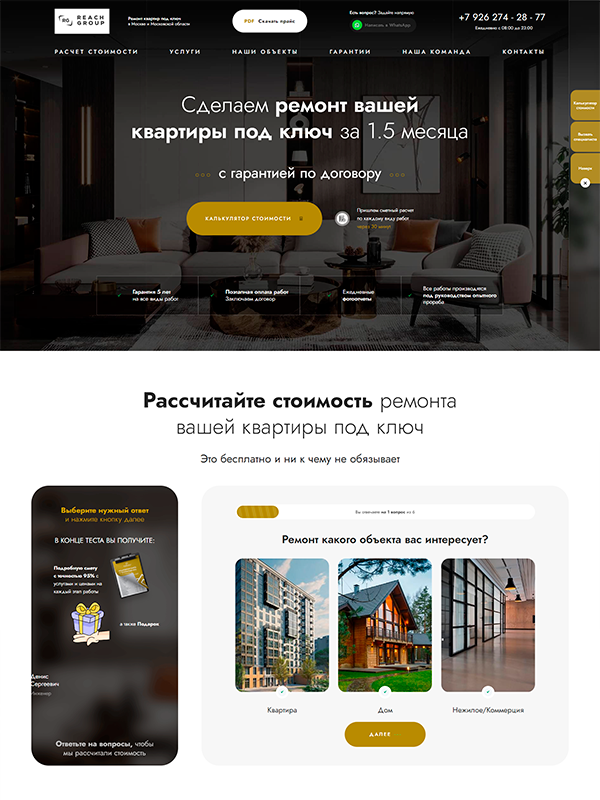 REACH
GROUP
Ремонт квартир под ключ
в Москве и Московской области
PDF Скачать прайс
Есть вопрос? Задайте напрямую
Написать в WhatsApp
+7 926 274 - 28 - 77
Ежедневно с 08:00 до 22:00
РАСЧЕТ СТОИМОСТИ
УСЛУГИ
НАШИ ОБЪЕКТЫ
ГАРАНТИИ
НАША КОМАНДА
КОНТАКТЫ
Калькулятор
стоимости
Вызвать
специалиста
Наверх
Сделаем ремонт вашей
квартиры под ключ за 1.5 месяца
с гарантией по договору
КАЛЬКУЛЯТОР СТОИМОСТИ
Пришлем сметный расчет
по каждому виду работ
через 30 минут
Гарантия 5 лет
на все виды работ
Поэтапная оплата работ
Заключаем договор
Ежедневные
фотоотчеты
Все работы производятся
под руководством опытного
прораба
Рассчитайте стоимость ремонта
вашей квартиры под ключ
Это бесплатно и ни к чему не обязывает
Выберите нужный ответ
и нажмите кнопку далее
В КОНЦЕ ТЕСТА ВЫ ПОЛУЧИТЕ:
Подробную смету
с точностью 95% с
услугами и ценами на
каждый этап работы
а также Подарок
Денис
Сергеевич
Инженер
Ответьте на вопросы, чтобы
мы рассчитали стоимость
Вы отвечаете на 1 вопрос из 6
Ремонт какого объекта вас интересует?
Квартира
Дом
Нежилое/Коммерция
ДАЛЕЕ